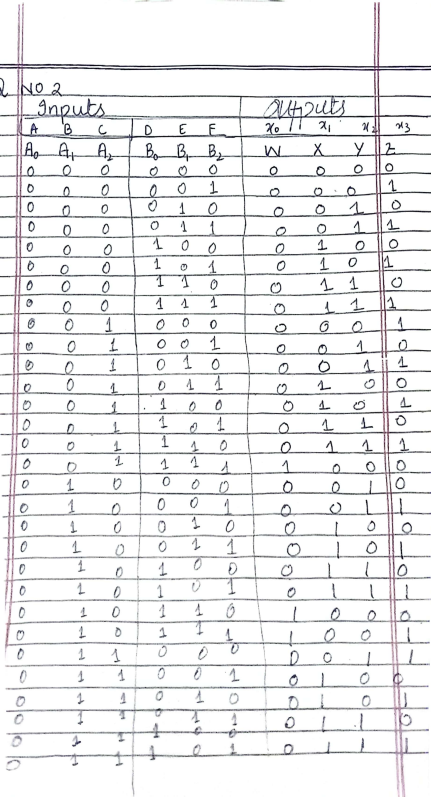 Q NO 2
Inputs Outputs
A B C D E F x₀ x₁ x₂ x₃
A₀ A₁ A₂ B₀ B₁ B₂ W X Y Z
0 0 0 0 0 0 0 0 0 0
0 0 0 0 0 1 0 0 0 1
0 0 0 0 1 0 0 0 1 0
0 0 0 0 1 1 0 0 1 1
0 0 0 1 0 0 0 1 0 0
0 0 0 1 0 1 0 1 0 1
0 0 0 1 1 0 0 1 1 0
0 0 0 1 1 1 0 1 1 1
0 0 1 0 0 0 0 0 0 1
0 0 1 0 0 1 0 0 1 0
0 0 1 0 1 0 0 0 1 1
0 0 1 0 1 1 0 1 0 0
0 0 1 1 0 0 0 1 0 1
0 0 1 1 0 1 0 1 1 0
0 0 1 1 1 0 0 1 1 1
0 0 1 1 1 1 1 0 0 0
0 1 0 0 0 0 0 0 1 0
0 1 0 0 0 1 0 0 1 1
0 1 0 0 1 0 0 1 0 0
0 1 0 0 1 1 0 1 0 1
0 1 0 1 0 0 0 1 1 0
0 1 0 1 0 1 0 1 1 1
0 1 0 1 1 0 1 0 0 0
0 1 0 1 1 1 1 0 0 1
0 1 1 0 0 0 0 0 1 1
0 1 1 0 0 1 0 1 0 0
0 1 1 0 1 0 0 1 0 1
0 1 1 0 1 1 0 1 1 0
0 1 1 1 0 0
0 1 1 1 0 1 0 1 1 1